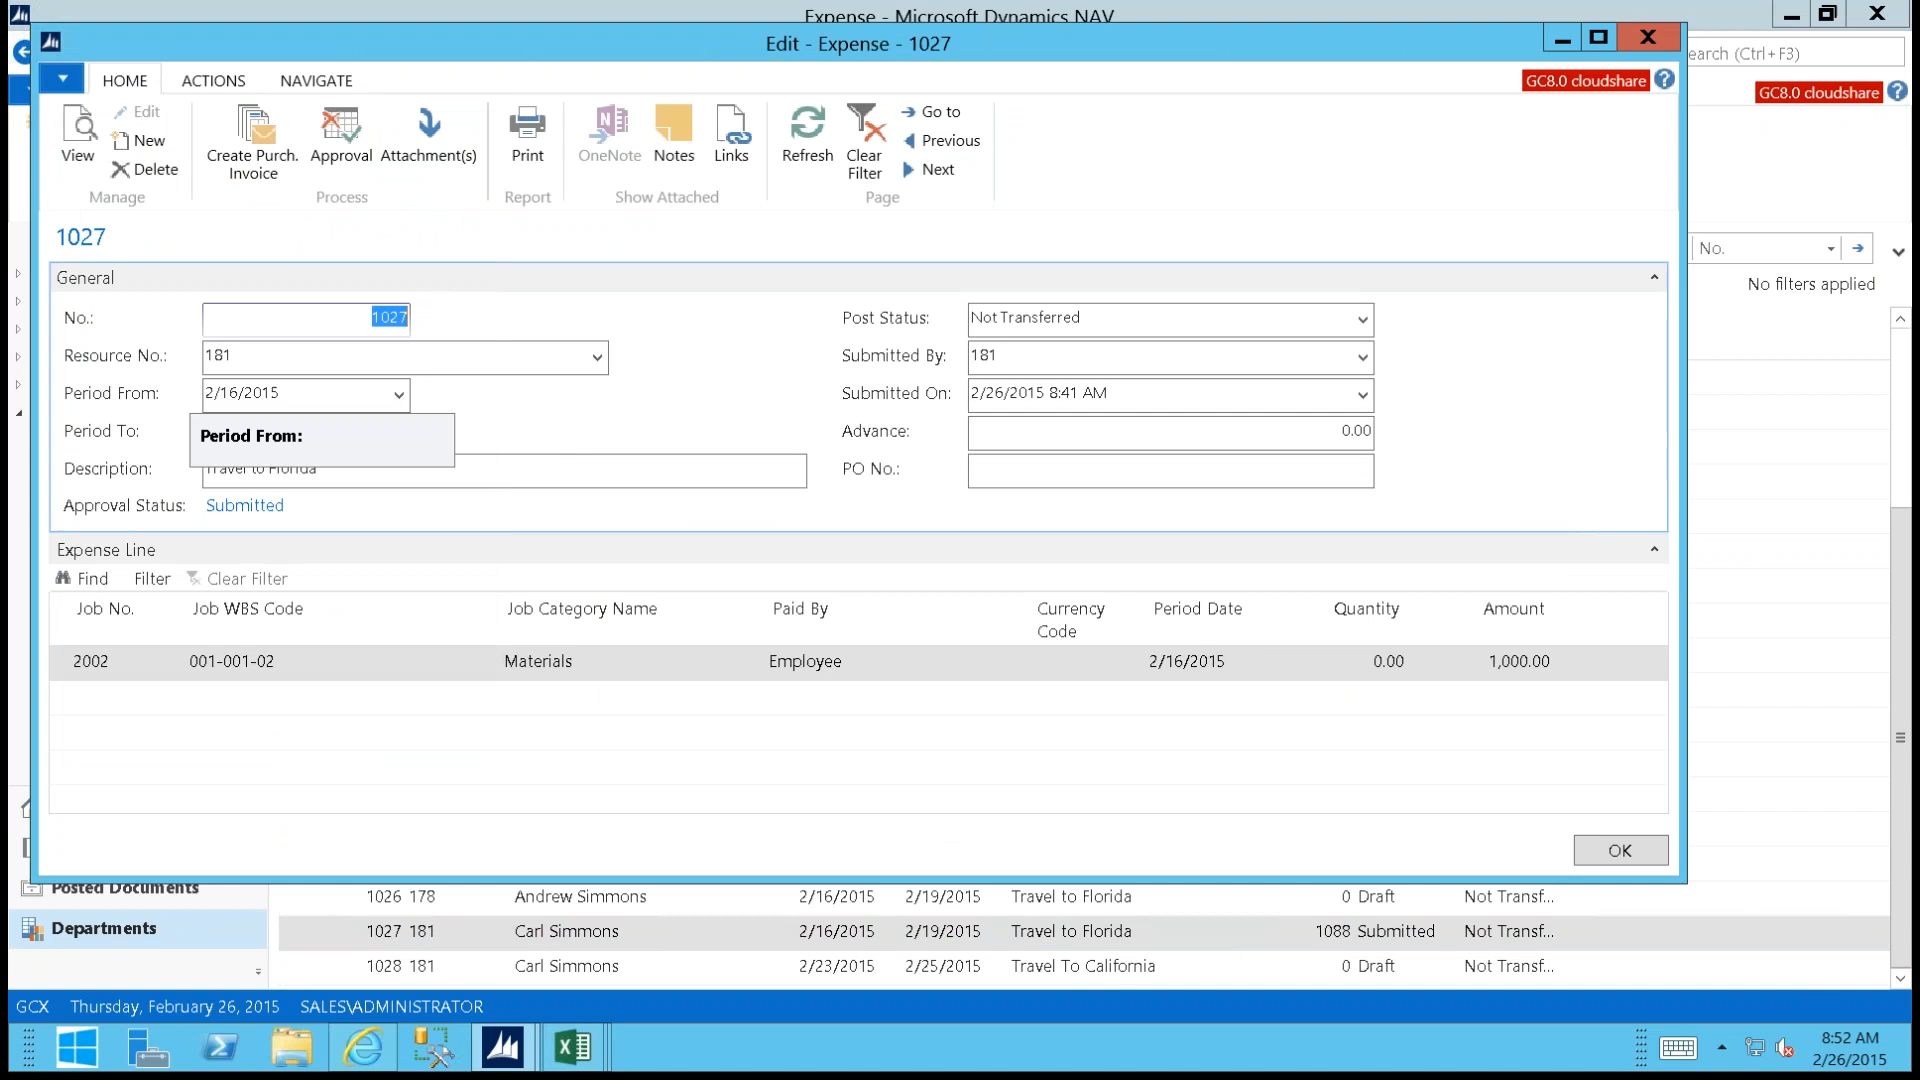 Expense - Microsoft Dynamics NAV
Edit - Expense - 1027
earch (Ctrl+F3)
HOME ACTIONS NAVIGATE
GC8.0 cloudshare
GC8.0 cloudshare
View
Edit
New
Delete
Manage
Create Purch.
Invoice
Approval
Attachment(s)
Process
Print
Report
OneNote
Notes
Links
Show Attached
Refresh
Clear
Filter
Go to
Previous
Next
Page
1027
No.
No filters applied
General
No.: 1027
Resource No.: 181
Period From: 2/16/2015
Period To:
Period From:
Description: Travel to Florida
Approval Status: Submitted
Post Status: Not Transferred
Submitted By: 181
Submitted On: 2/26/2015 8:41 AM
Advance: 0.00
PO No.:
Expense Line
Find Filter Clear Filter
Job No. Job WBS Code Job Category Name Paid By Currency Code Period Date Quantity Amount
2002 001-001-02 Materials Employee 2/16/2015 0.00 1,000.00
OK
Posted Documents
Departments
1026 178 Andrew Simmons 2/16/2015 2/19/2015 Travel to Florida 0 Draft Not Transf...
1027 181 Carl Simmons 2/16/2015 2/19/2015 Travel to Florida 1088 Submitted Not Transf...
1028 181 Carl Simmons 2/23/2015 2/25/2015 Travel To California 0 Draft Not Transf...
GCX Thursday, February 26, 2015 SALES\ADMINISTRATOR
8:52 AM
2/26/2015